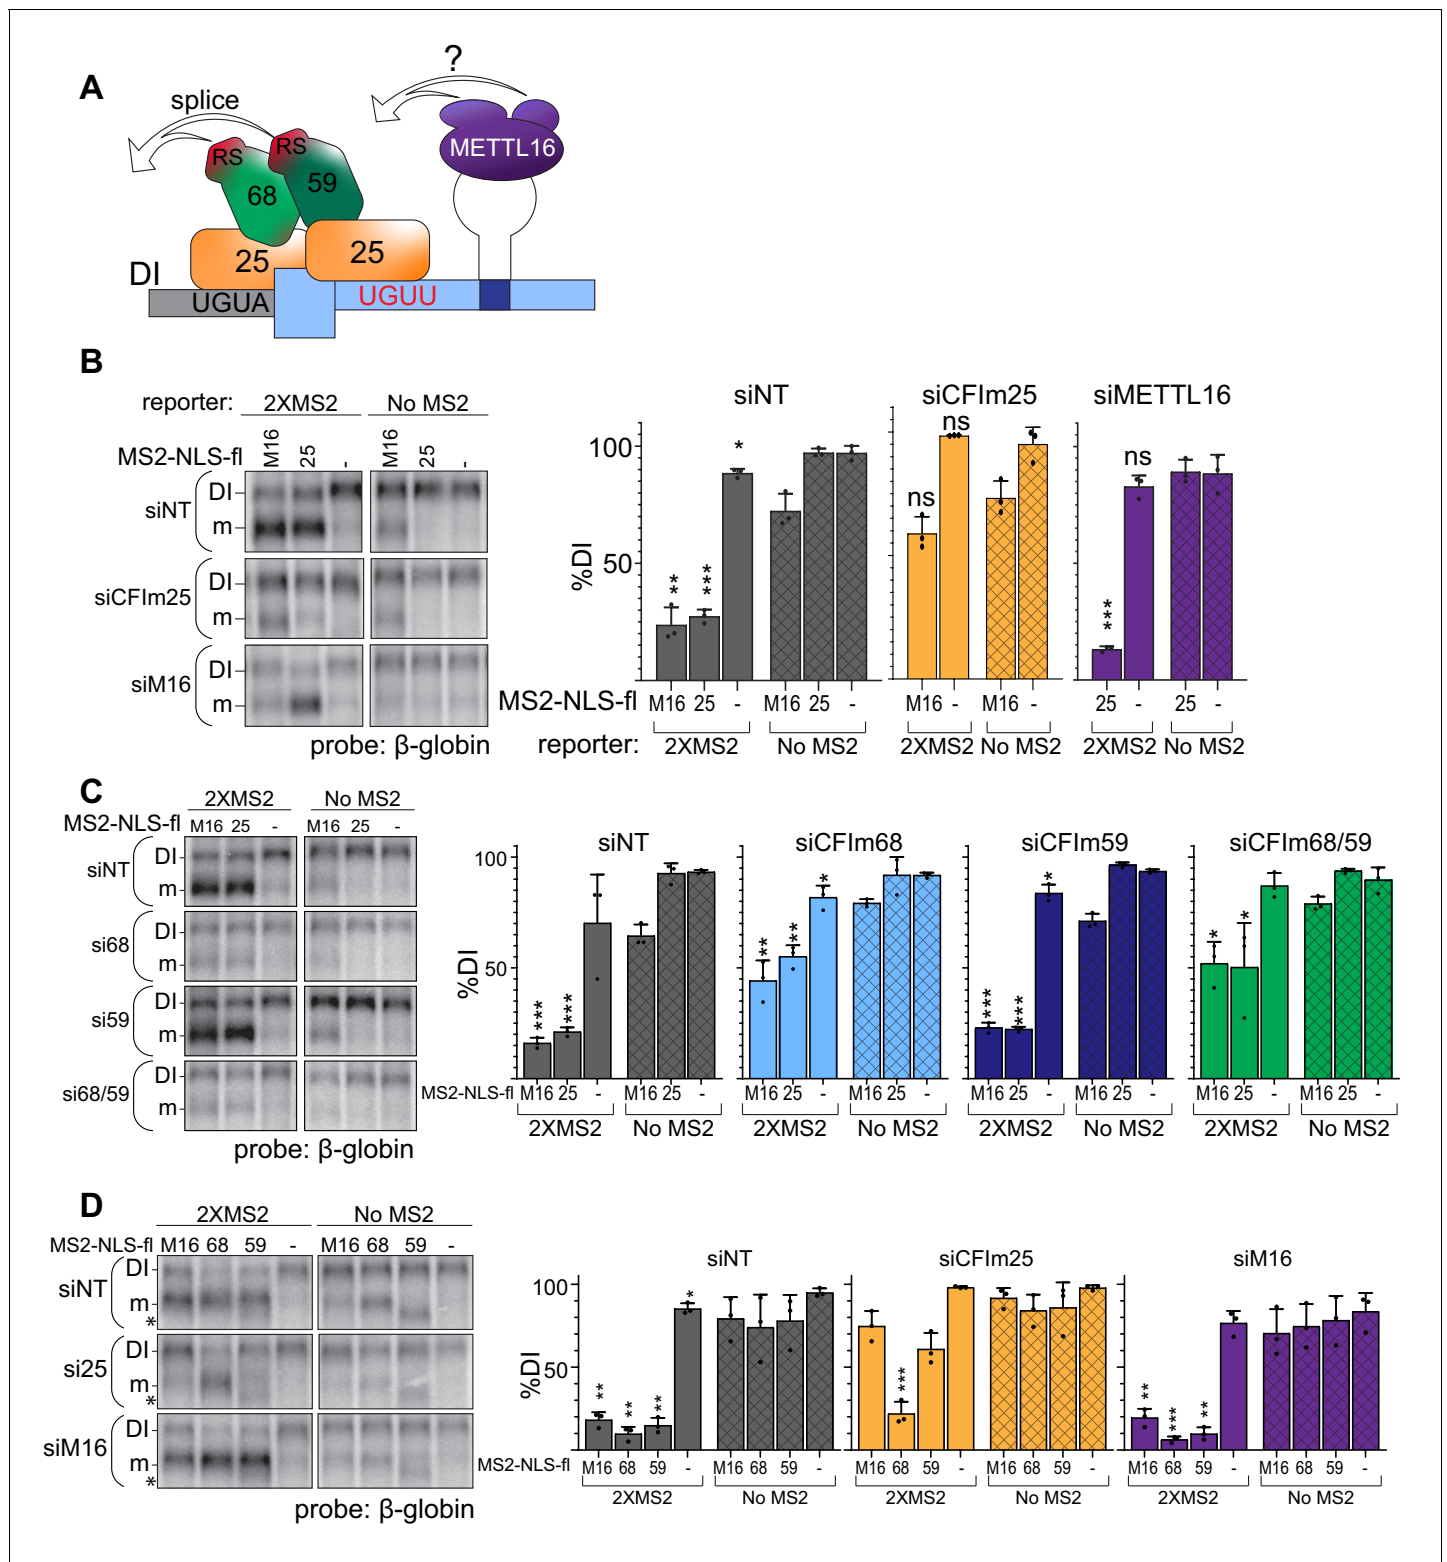 A
?
splice
RS
RS
68
59
METTL16
25
25
DI
UGUA
UGUU
B
reporter: 2XMS2 No MS2
MS2-NLS-fl M16 25 - M16 25 -
siNT DI m
siCFIm25 DI m
siM16 DI m
probe: β-globin
siNT siCFIm25 siMETTL16
%DI
100
50
** *** * ns ns *** ns
MS2-NLS-fl M16 25 - M16 25 - M16 - M16 - 25 - 25 -
reporter: 2XMS2 No MS2 2XMS2 No MS2 2XMS2 No MS2
C
2XMS2 No MS2
MS2-NLS-fl M16 25 - M16 25 -
siNT DI m
si68 DI m
si59 DI m
si68/59 DI m
probe: β-globin
siNT siCFIm68 siCFIm59 siCFIm68/59
%DI
100
50
*** *** ** ** * *** *** * * *
MS2-NLS-fl M16 25 - M16 25 - M16 25 - M16 25 - M16 25 - M16 25 - M16 25 - M16 25 -
2XMS2 No MS2 2XMS2 No MS2 2XMS2 No MS2 2XMS2 No MS2
D
2XMS2 No MS2
MS2-NLS-fl M16 68 59 - M16 68 59 -
siNT DI m *
si25 DI m *
siM16 DI m *
probe: β-globin
siNT siCFIm25 siM16
%DI
100
50
** ** ** * *** ** *** **
MS2-NLS-fl M16 68 59 - M16 68 59 - M16 68 59 - M16 68 59 - M16 68 59 - M16 68 59 -
2XMS2 No MS2 2XMS2 No MS2 2XMS2 No MS2